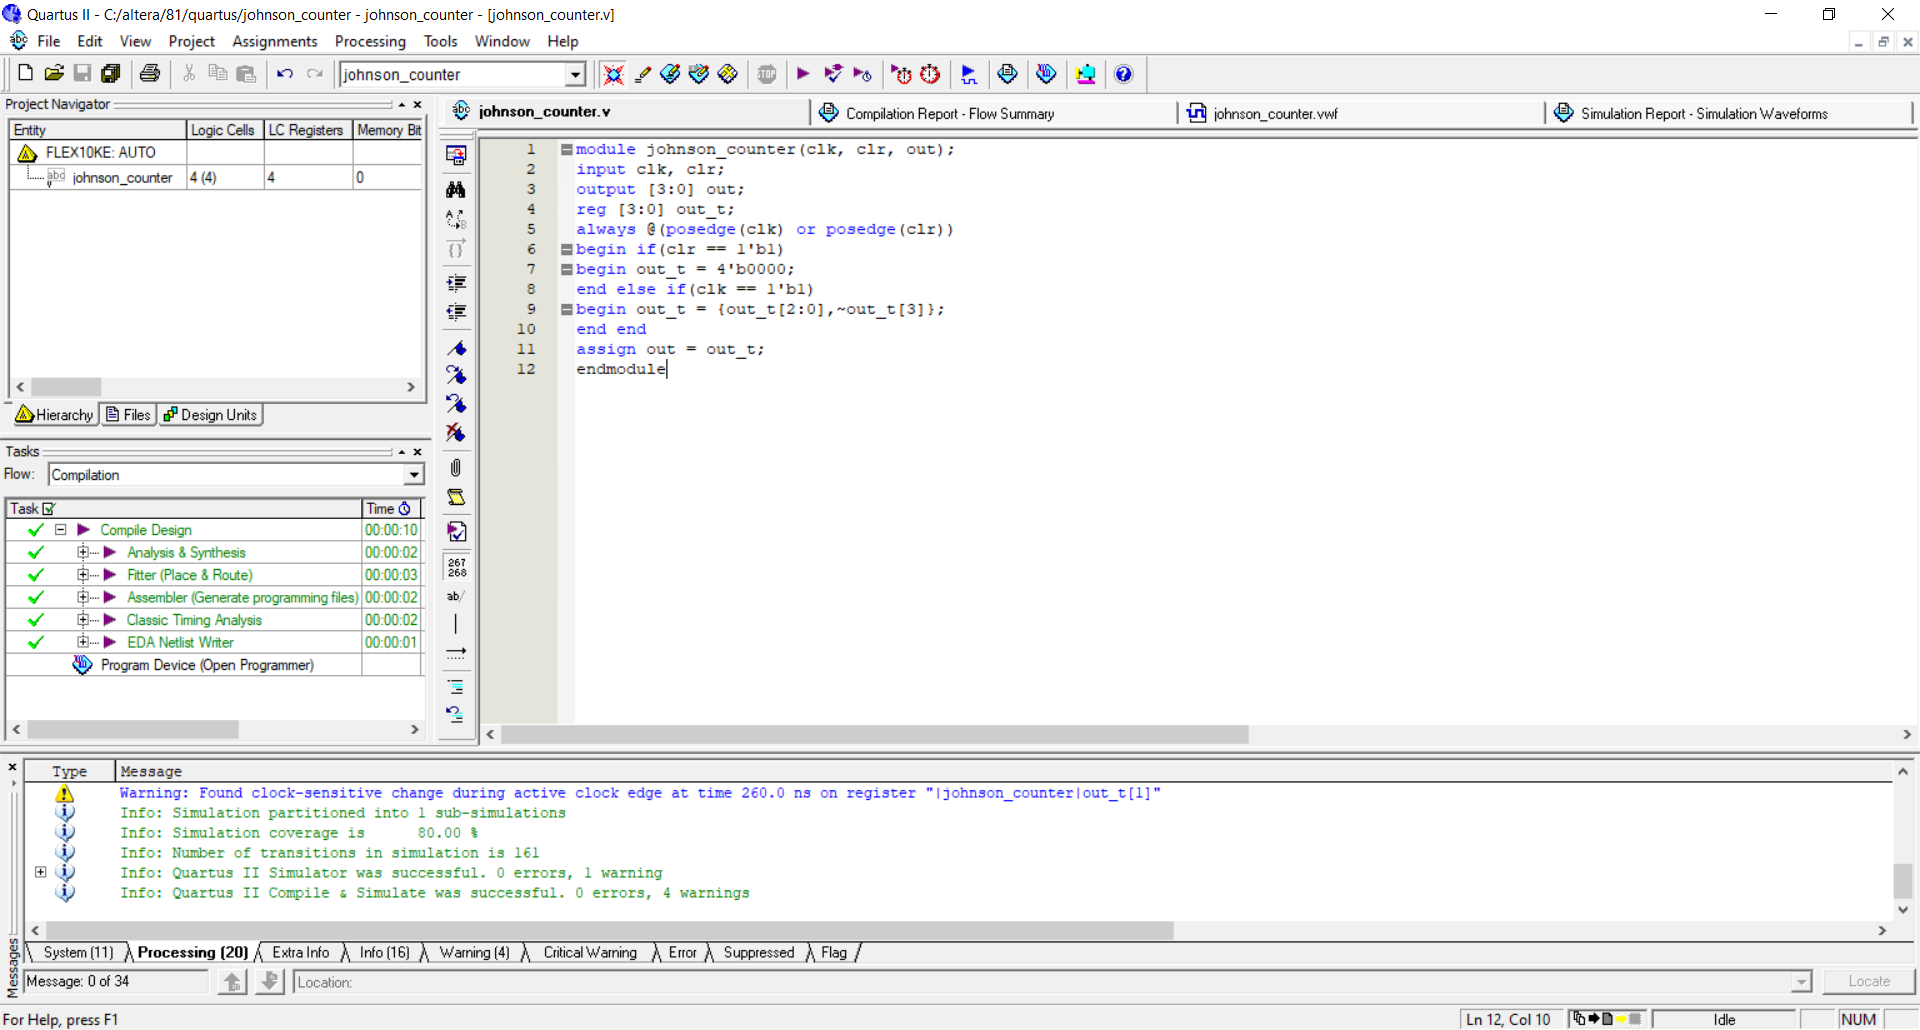 Quartus II - C:/altera/81/quartus/johnson_counter - johnson_counter - [johnson_counter.v]
File Edit View Project Assignments Processing Tools Window Help
johnson_counter
STOP
Project Navigator
Entity Logic Cells LC Registers Memory Bit
FLEX10KE: AUTO
johnson_counter 4 (4) 4 0
Hierarchy Files Design Units
Tasks
Flow: Compilation
Task Time
Compile Design 00:00:10
Analysis & Synthesis 00:00:02
Fitter (Place & Route) 00:00:03
Assembler (Generate programming files) 00:00:02
Classic Timing Analysis 00:00:02
EDA Netlist Writer 00:00:01
Program Device (Open Programmer)
johnson_counter.v
Compilation Report - Flow Summary
johnson_counter.vwf
Simulation Report - Simulation Waveforms
267
268
ab/
1 module johnson_counter(clk, clr, out);
2 input clk, clr;
3 output [3:0] out;
4 reg [3:0] out_t;
5 always @(posedge(clk) or posedge(clr))
6 begin if(clr == 1'b1)
7 begin out_t = 4'b0000;
8 end else if(clk == 1'b1)
9 begin out_t = {out_t[2:0],~out_t[3]};
10 end end
11 assign out = out_t;
12 endmodule
Type Message
Warning: Found clock-sensitive change during active clock edge at time 260.0 ns on register "|johnson_counter|out_t[1]"
Info: Simulation partitioned into 1 sub-simulations
Info: Simulation coverage is 80.00 %
Info: Number of transitions in simulation is 161
Info: Quartus II Simulator was successful. 0 errors, 1 warning
Info: Quartus II Compile & Simulate was successful. 0 errors, 4 warnings
System (11) Processing (20) Extra Info Info (16) Warning (4) Critical Warning Error Suppressed Flag
Messages
Message: 0 of 34 Location: Locate
For Help, press F1 Ln 12, Col 10 Idle NUM